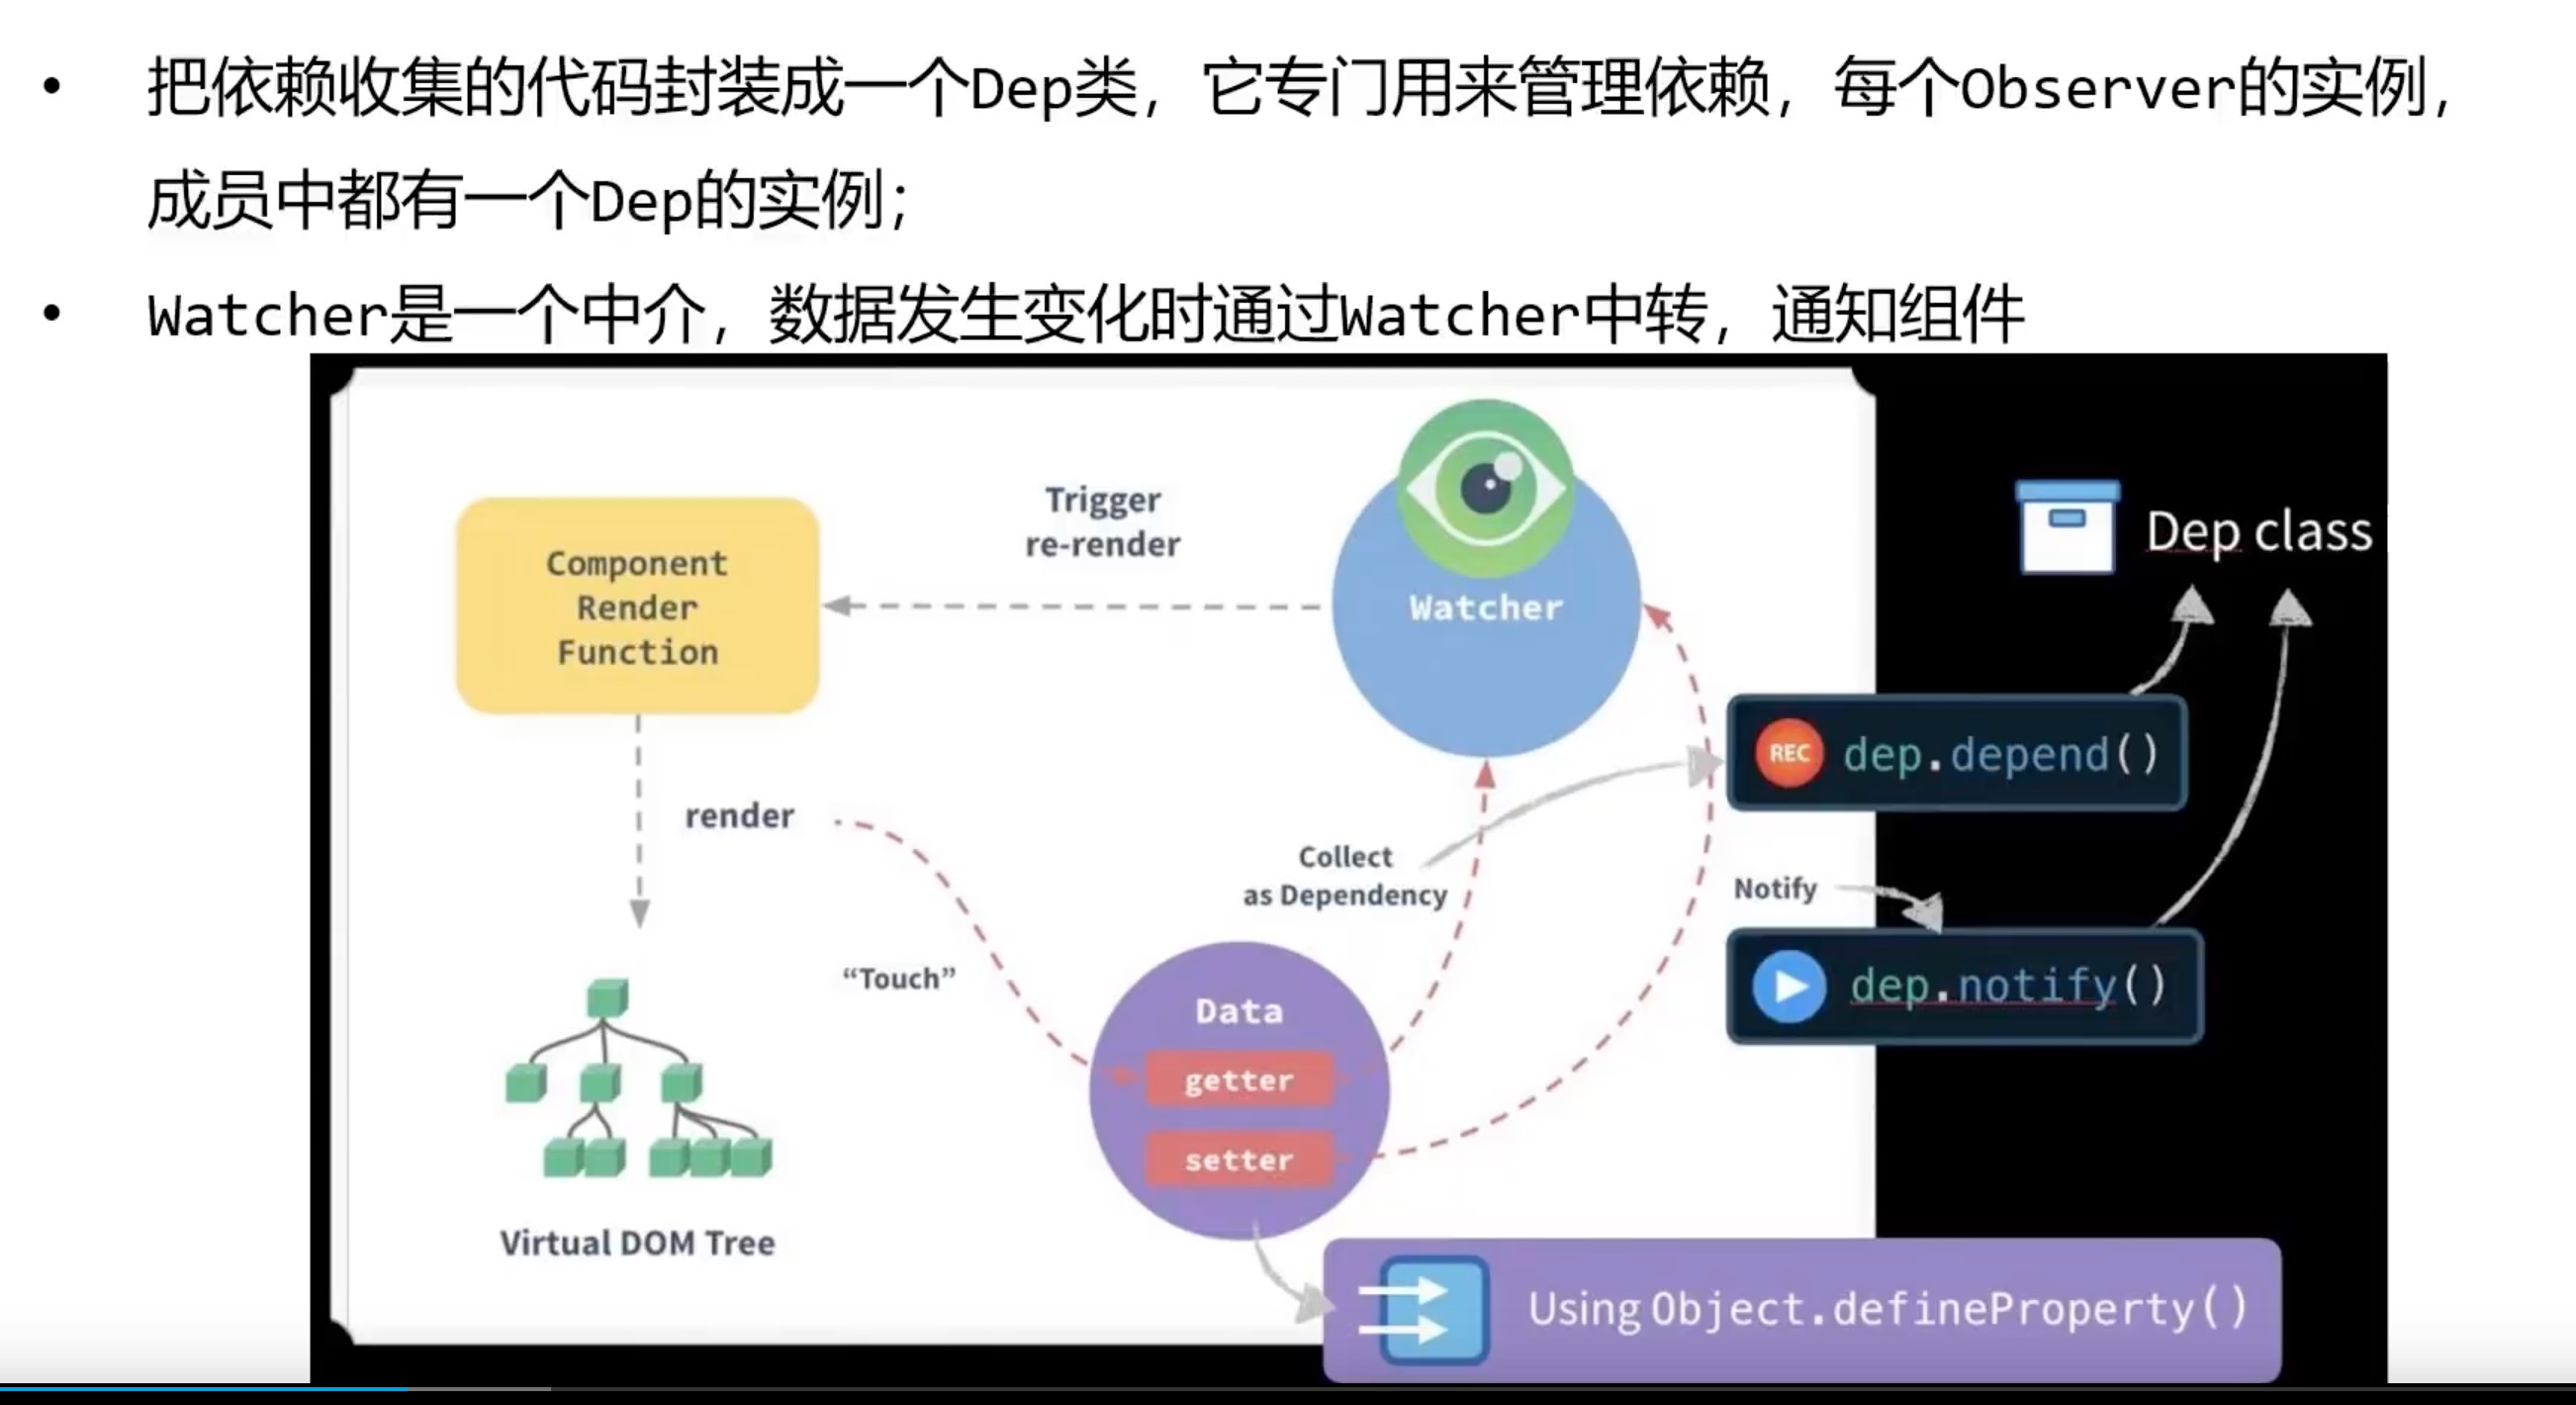 • 把依赖收集的代码封装成一个Dep类，它专门用来管理依赖，每个Observer的实例，
成员中都有一个Dep的实例；
• Watcher是一个中介，数据发生变化时通过Watcher中转，通知组件
Component
Render
Function
Trigger
re-render
Watcher
Dep class
REC dep.depend()
render
Collect
as Dependency
Notify
dep.notify()
“Touch”
Data
getter
setter
Virtual DOM Tree
Using Object.defineProperty()